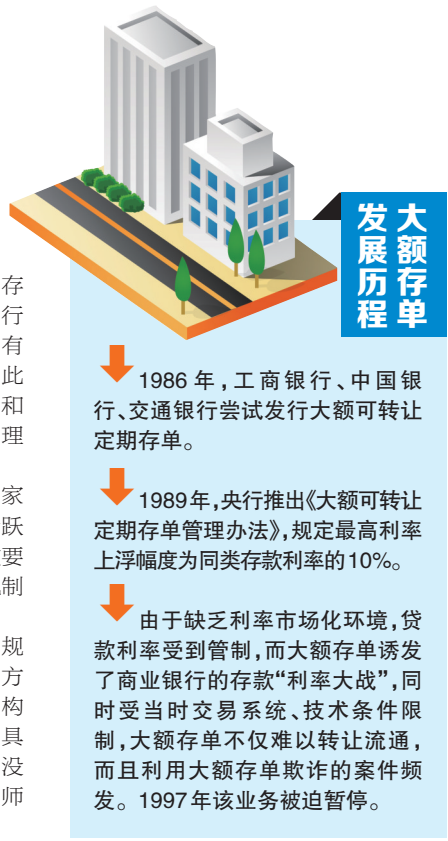 大额存单
发展历程
1986年,工商银行、中国银
行、交通银行尝试发行大额可转让
定期存单。
1989年,央行推出《大额可转让
定期存单管理办法》,规定最高利率
上浮幅度为同类存款利率的10%。
由于缺乏利率市场化环境,贷
款利率受到管制,而大额存单诱发
了商业银行的存款“利率大战”,同
时受当时交易系统、技术条件限
制,大额存单不仅难以转让流通,
而且利用大额存单欺诈的案件频
发。1997年该业务被迫暂停。
存
行
有
此
和
理
家
跃
要
制
规
方
构
具
没
师